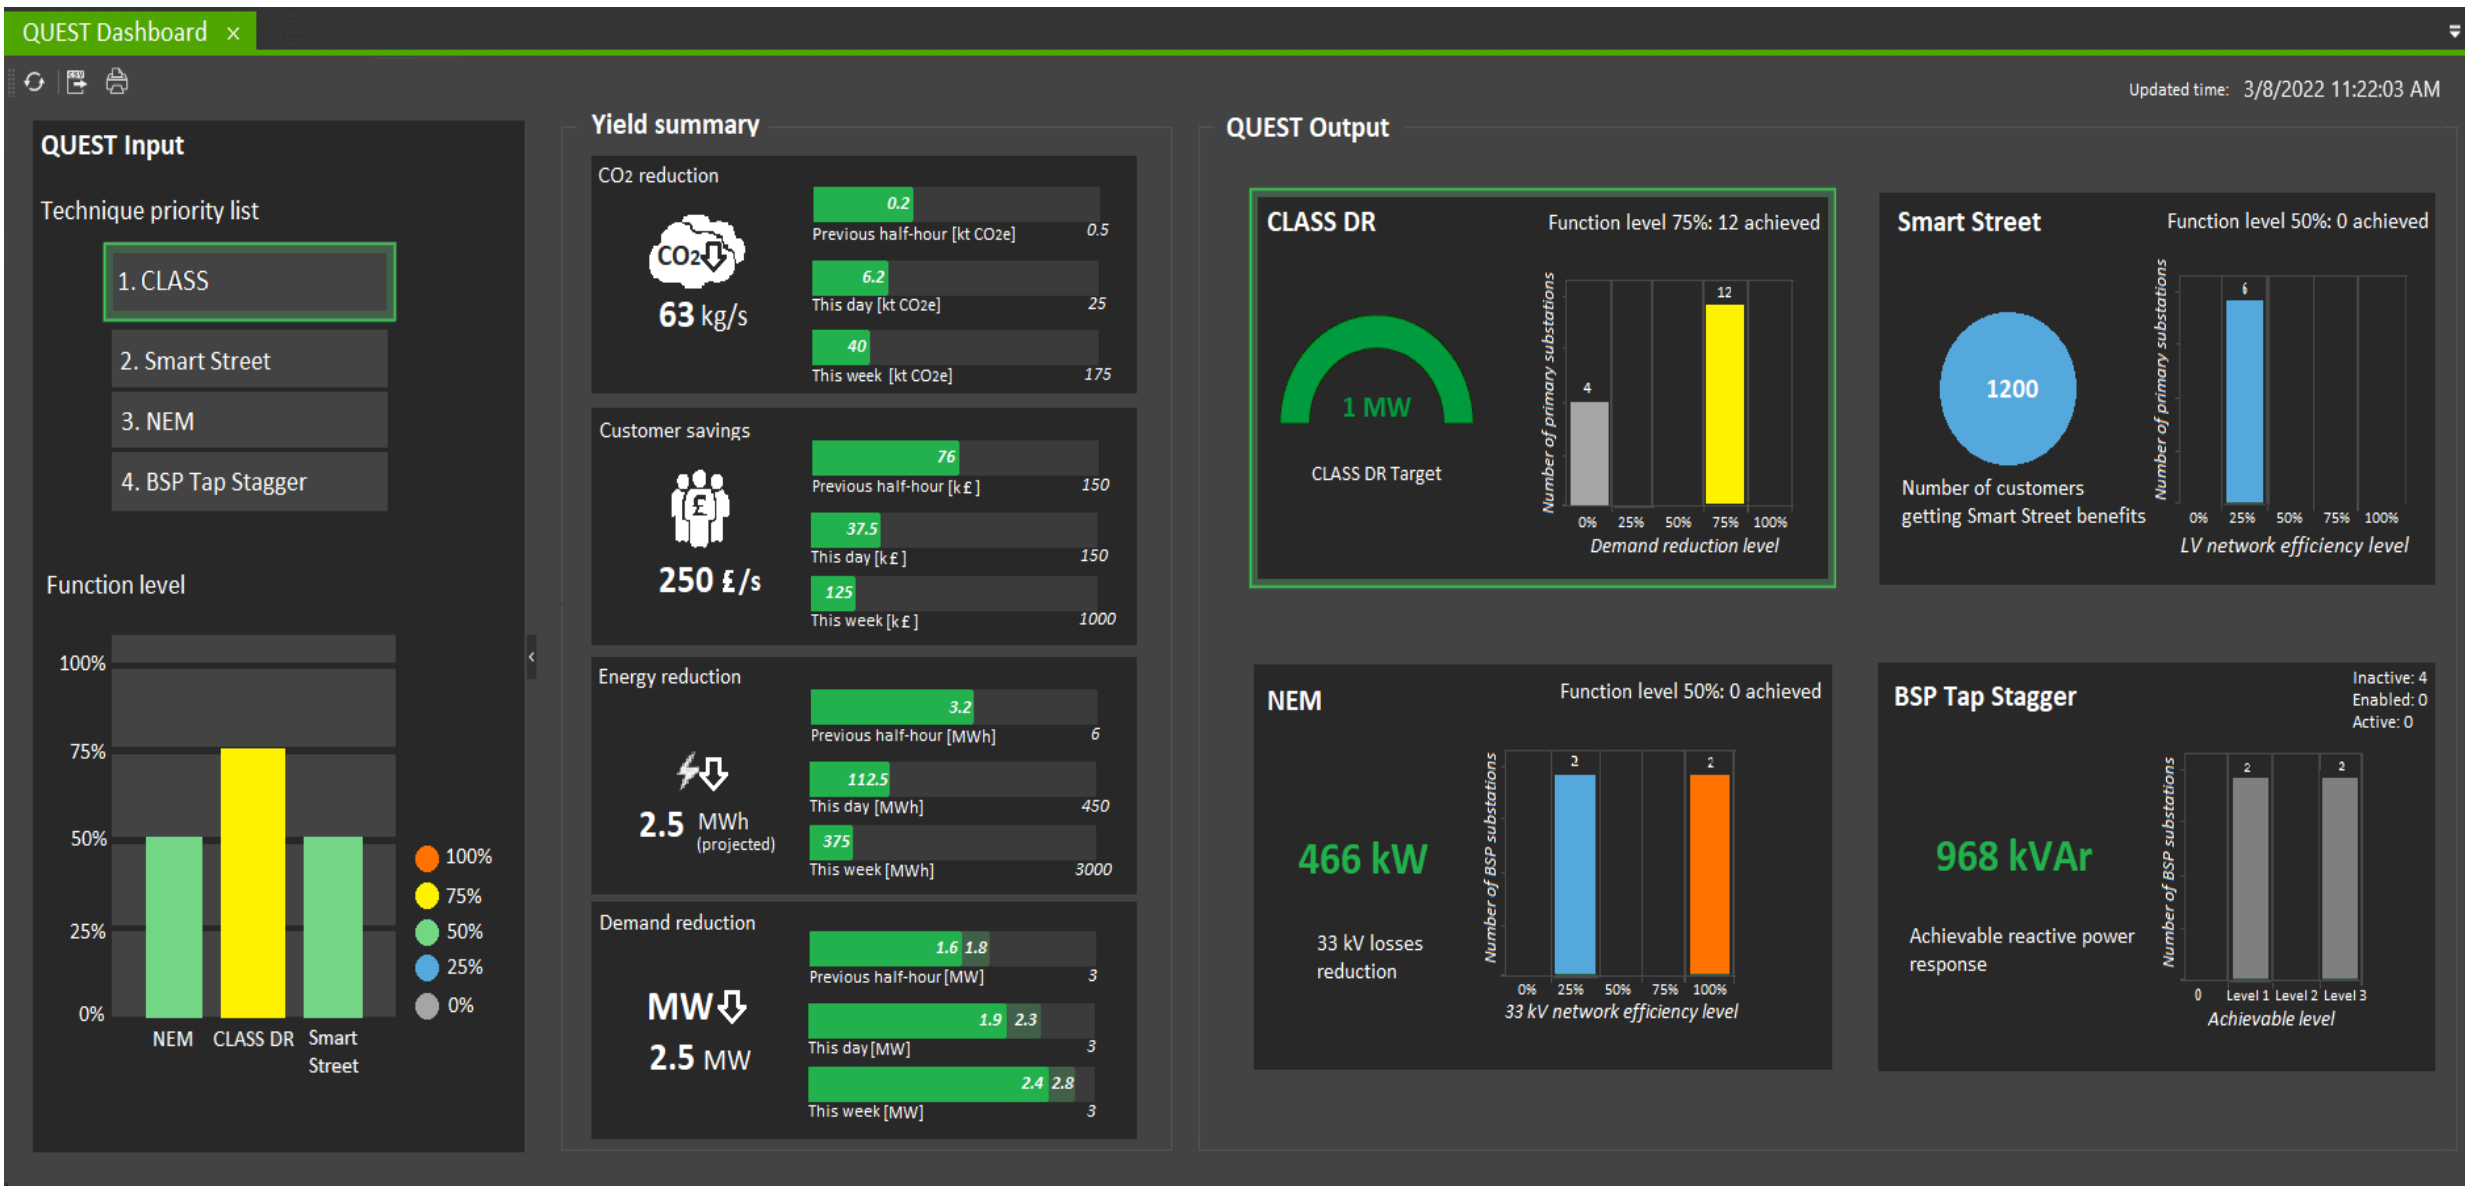 QUEST Dashboard ×
CSV
Updated time: 3/8/2022 11:22:03 AM
QUEST Input
Technique priority list
1. CLASS
2. Smart Street
3. NEM
4. BSP Tap Stagger
Function level
100%
75%
50%
25%
0%
NEM CLASS DR Smart
Street
100%
75%
50%
25%
0%
Yield summary
CO2 reduction
CO2
63 kg/s
0.2
Previous half-hour [kt CO2e] 0.5
6.2
This day [kt CO2e] 25
40
This week [kt CO2e] 175
Customer savings
£
250 £/s
76
Previous half-hour [k£] 150
37.5
This day [k£] 150
125
This week [k£] 1000
Energy reduction
2.5 MWh
(projected)
3.2
Previous half-hour [MWh] 6
112.5
This day [MWh] 450
375
This week [MWh] 3000
Demand reduction
MW
2.5 MW
1.6 1.8
Previous half-hour [MW] 3
1.9 2.3
This day [MW] 3
2.4 2.8
This week [MW] 3
QUEST Output
CLASS DR
Function level 75%: 12 achieved
1 MW
CLASS DR Target
Number of primary substations
4
12
0% 25% 50% 75% 100%
Demand reduction level
Smart Street
Function level 50%: 0 achieved
1200
Number of customers
getting Smart Street benefits
Number of primary substations
6
0% 25% 50% 75% 100%
LV network efficiency level
NEM
Function level 50%: 0 achieved
466 kW
33 kV losses
reduction
Number of BSP substations
2
2
0% 25% 50% 75% 100%
33 kV network efficiency level
BSP Tap Stagger
Inactive: 4
Enabled: 0
Active: 0
968 kVAr
Achievable reactive power
response
Number of BSP substations
2
2
0 Level 1 Level 2 Level 3
Achievable level